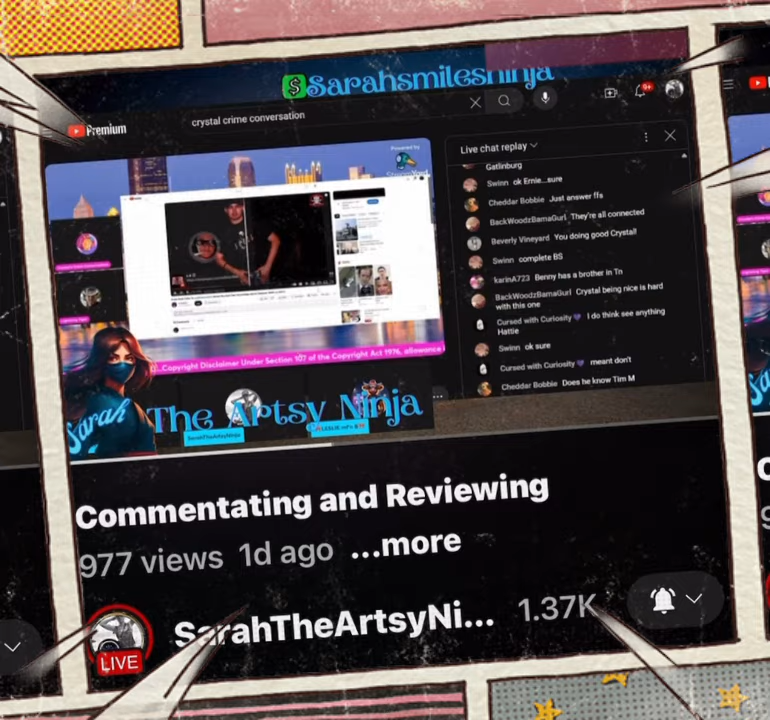 $Sarahsmilesninja
Premium
crystal crime conversation
9+
Powered by
Live chat replay
Gatlinburg
Swinn ok Ernie...sure
Cheddar Bobbie Just answer ffs
BackWoodzBamaGurl They're all connected
Beverly Vineyard You doing good Crystall
Swinn complete BS
karinA723 Benny has a brother in Tn
BackWoodzBamaGurl Crystal being nice is hard
with this one
Cursed with Curiosity💜 I do think see anything
Hattie
Swinn ok sure
Cursed with Curiosity💜 meant don't
Cheddar Bobbie Does he know Tim M
...Copyright Disclaimer Under Section 107 of the Copyright Act 1976, allowance i
Sarah
The Artsy Ninja
SarahTheArtsyNinja
Commentating and Reviewing
977 views 1d ago ...more
SarahTheArtsyNi... 1.37K
LIVE